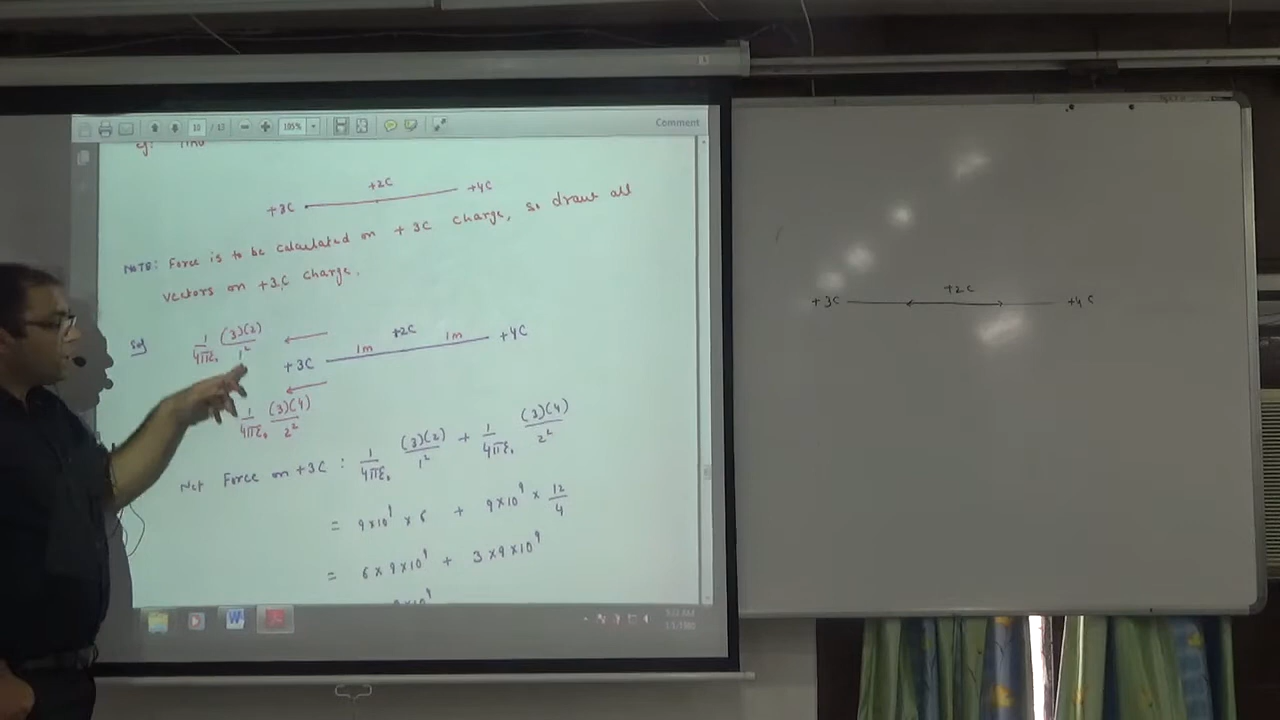 10 / 13 105% Comment
+2C
+3C +4C
NOTE: Force is to be calculated on +3C charge, so draw all
vectors on +3C charge.
Sol 1/4πε₀ (3)(2)/1²
+2C
1m 1m
+3C +4C
1/4πε₀ (3)(4)/2²
Net Force on +3C : 1/4πε₀ (3)(2)/1² + 1/4πε₀ (3)(4)/2²
= 9×10⁹ × 6 + 9×10⁹ × 12/4
= 6×9×10⁹ + 3×9×10⁹
+2C
+3C +4C